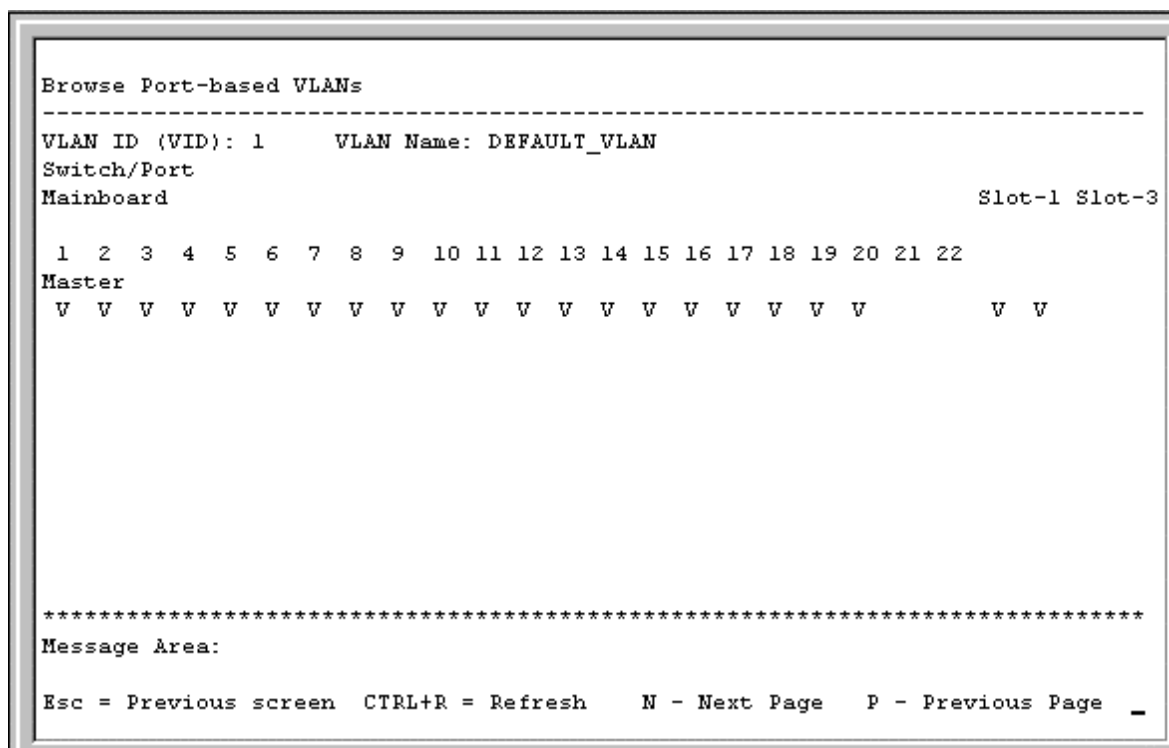 Browse Port-based VLANs
-------------------------------------------------------------------------------
VLAN ID (VID): 1     VLAN Name: DEFAULT_VLAN
Switch/Port
Mainboard                                                          Slot-1 Slot-3
 1  2  3  4  5  6  7  8  9  10 11 12 13 14 15 16 17 18 19 20 21 22
Master
 V  V  V  V  V  V  V  V  V  V  V  V  V  V  V  V  V  V  V  V         V  V
*******************************************************************************
Message Area:
Esc = Previous screen  CTRL+R = Refresh    N - Next Page   P - Previous Page  _